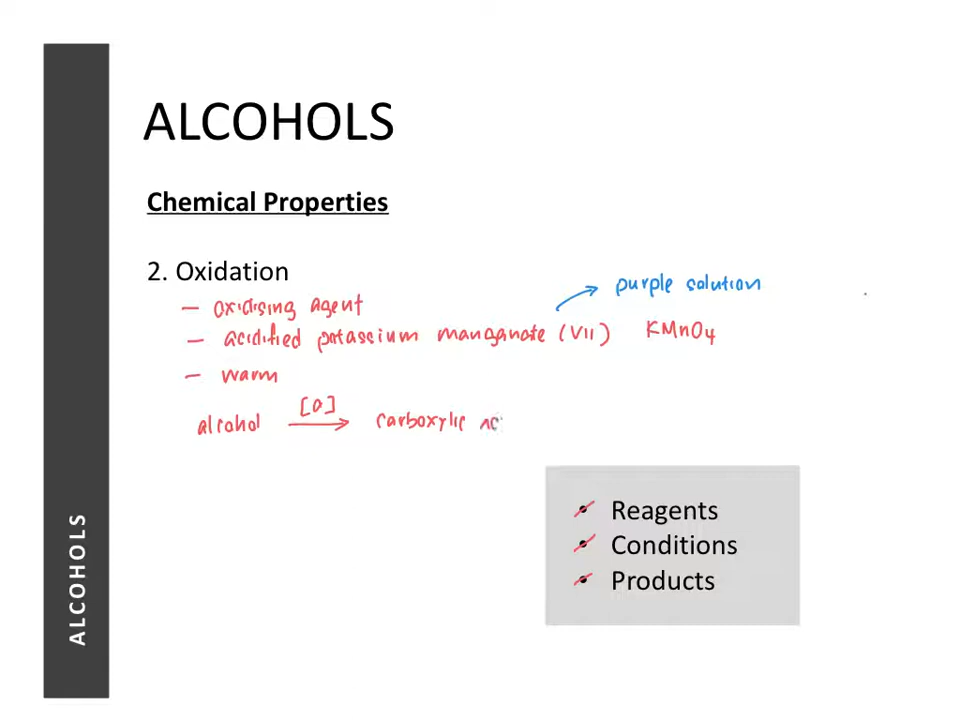 ALCOHOLS
Chemical Properties
2. Oxidation
purple solution
– oxidising agent
– acidified potassium manganate (VII) KMnO4
– warm
[O]
alcohol → carboxylic
• Reagents
• Conditions
• Products
ALCOHOLS